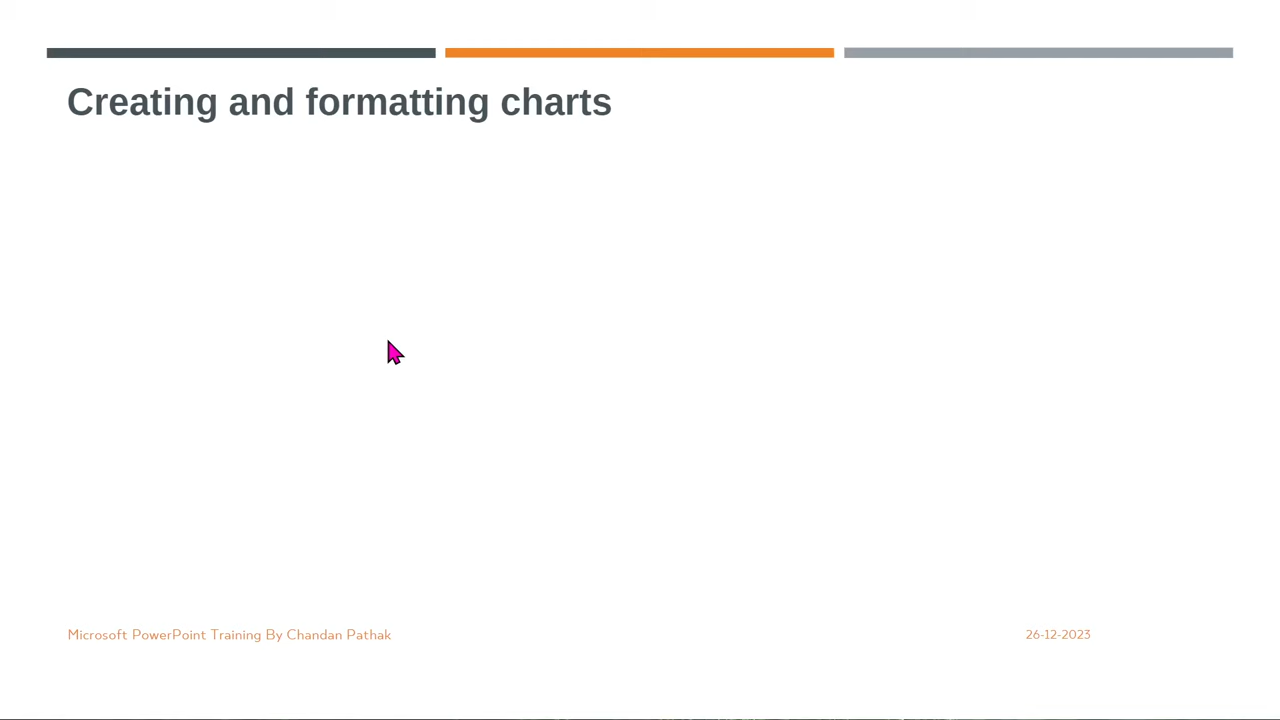 Creating and formatting charts
Microsoft PowerPoint Training By Chandan Pathak
26-12-2023